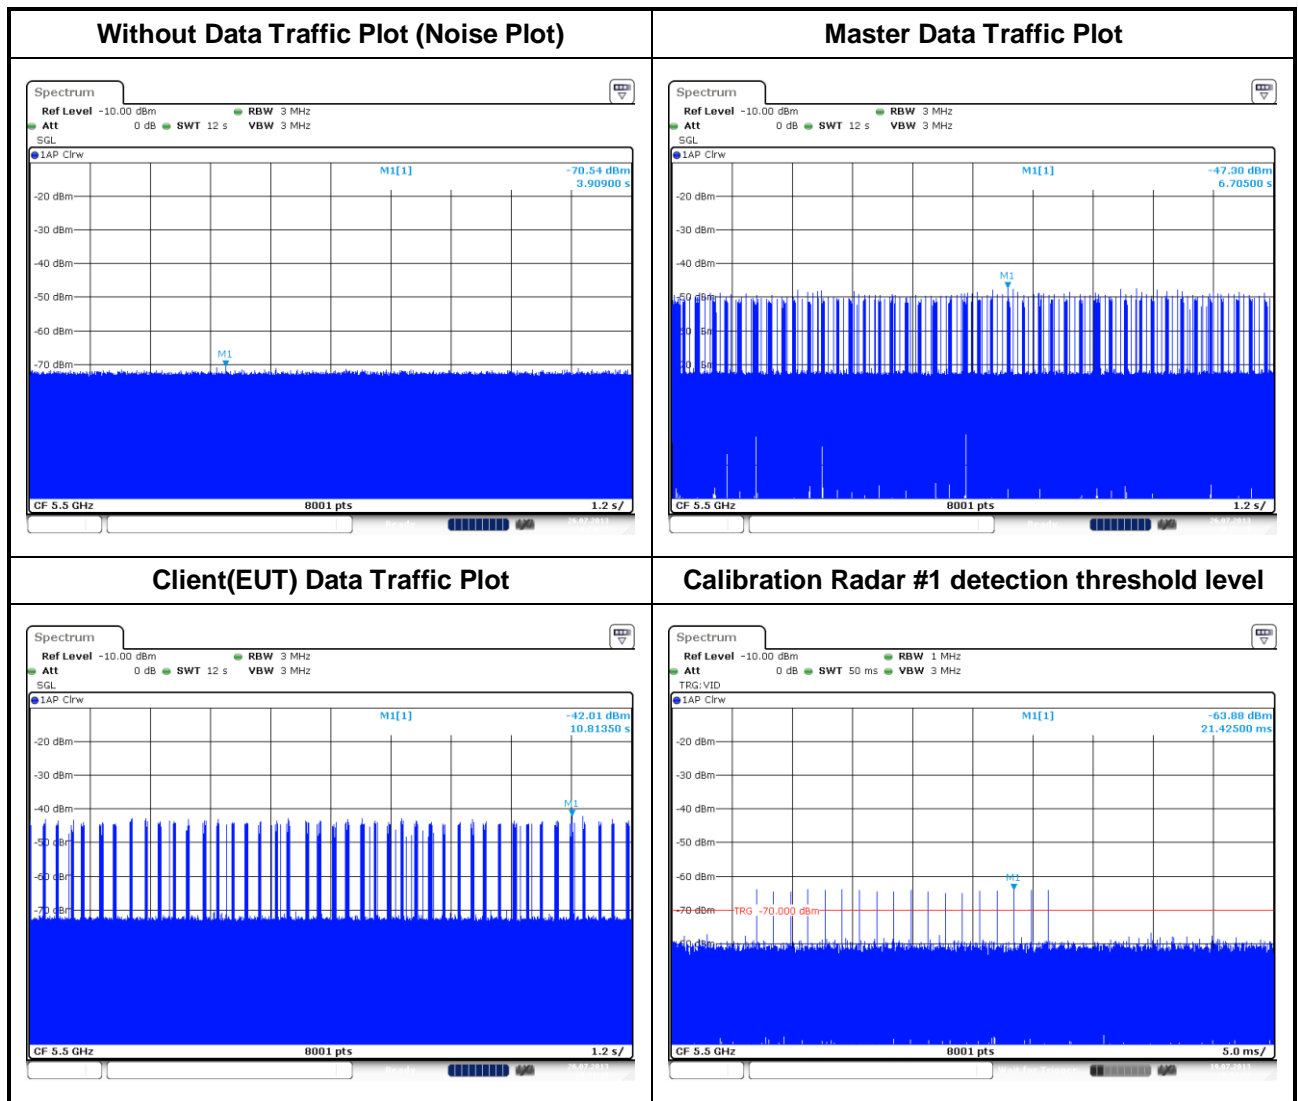 Without Data Traffic Plot (Noise Plot)
Spectrum
Ref Level -10.00 dBm RBW 3 MHz
Att 0 dB SWT 12 s VBW 3 MHz
SGL
1AP Clrw
M1[1] -70.54 dBm
3.90900 s
-20 dBm
-30 dBm
-40 dBm
-50 dBm
-60 dBm
M1
-70 dBm
CF 5.5 GHz 8001 pts 1.2 s/
Master Data Traffic Plot
Spectrum
Ref Level -10.00 dBm RBW 3 MHz
Att 0 dB SWT 12 s VBW 3 MHz
SGL
1AP Clrw
M1[1] -47.30 dBm
6.70500 s
-20 dBm
-30 dBm
-40 dBm
M1
CF 5.5 GHz 8001 pts 1.2 s/
Client(EUT) Data Traffic Plot
Spectrum
Ref Level -10.00 dBm RBW 3 MHz
Att 0 dB SWT 12 s VBW 3 MHz
SGL
1AP Clrw
M1[1] -42.01 dBm
10.81350 s
-20 dBm
-30 dBm
M1
-40 dBm
CF 5.5 GHz 8001 pts 1.2 s/
Calibration Radar #1 detection threshold level
Spectrum
Ref Level -10.00 dBm RBW 1 MHz
Att 0 dB SWT 50 ms VBW 3 MHz
TRG:VID
1AP Clrw
M1[1] -63.88 dBm
21.42500 ms
-20 dBm
-30 dBm
-40 dBm
-50 dBm
-60 dBm
M1
-70 dBm TRG -70.000 dBm
CF 5.5 GHz 8001 pts 5.0 ms/